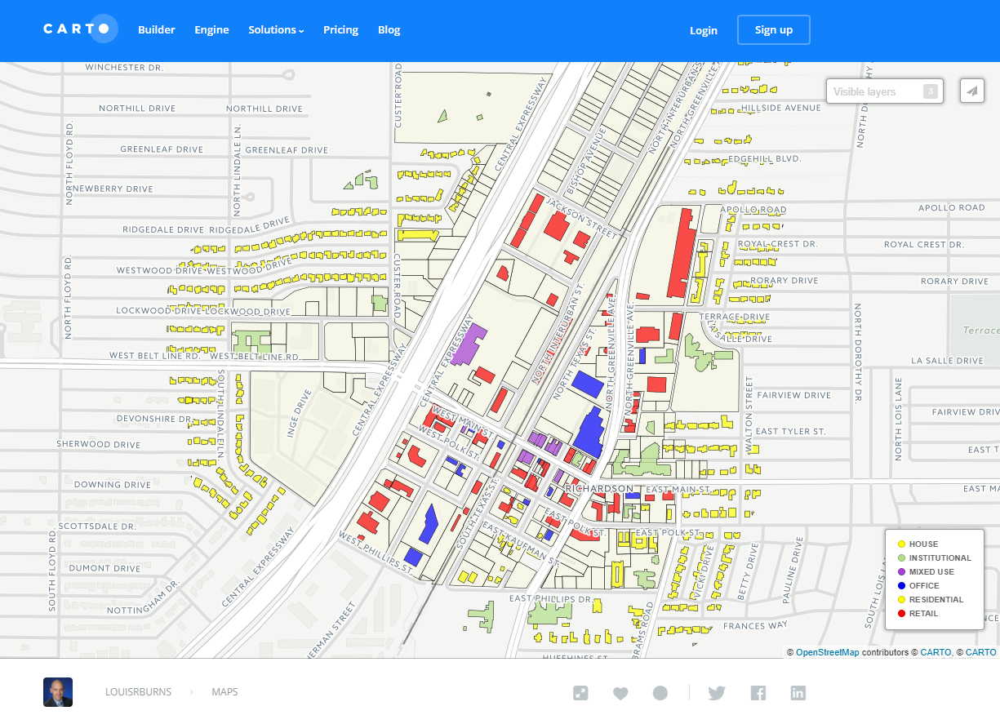 CARTO Builder Engine Solutions Pricing Blog Login Sign up
WINCHESTER DR.
CUSTER ROAD
CENTRAL EXPRESSWAY
NORTH INTERURBAN S
NORTH GREENVILLE A
Visible layers 3
NORTHILL DRIVE NORTHILL DRIVE
HILLSIDE AVENUE
NORTH FLOYD RD.
NORTH LINDALE LN.
GREENLEAF DRIVE GREENLEAF DRIVE
BISHOP AVENUE
EDGEHILL BLVD.
NEWBERRY DRIVE
JACKSON STREET
APOLLO ROAD APOLLO ROAD
RIDGEDALE DRIVE RIDGEDALE DRIVE
ROYAL CREST DR. ROYAL CREST DR.
WESTWOOD DRIVE WESTWOOD DRIVE
CUSTER ROAD
NORTH FLOYD RD.
RORARY DRIVE RORARY DRIVE
LOCKWOOD DRIVE LOCKWOOD DRIVE
NORTH INTERURBAN ST.
NORTH GREENVILLE AVE.
NORTH GREENVILLE AVE.
TERRACE DRIVE
LASALLE DRIVE
Terrace
NORTH DOROTHY DR.
CENTRAL EXPRESSWAY
NORTH TEXAS ST.
WEST BELT LINE RD. WEST BELT LINE RD.
LA SALLE DRIVE
CENTRAL EXPRESSWAY
SOUTH LINDALE LN.
INGE DRIVE
WALTON STREET
FAIRVIEW DRIVE
NORTH LOIS LANE
FAIRVIEW DRIV
DEVONSHIRE DR.
WEST MAIN ST.
EAST TYLER ST.
SHERWOOD DRIVE
WEST POLK ST.
EAST T
DOWNING DRIVE
RICHARDSON
EAST MAIN ST.
EAST MA
SOUTH TEXAS ST.
SCOTTSDALE DR.
EAST POLK ST.
EAST POLK ST.
EAST KAUFMAN ST.
WEST PHILLIPS ST.
SOUTH FLOYD RD.
DUMONT DRIVE
CENTRAL EXPRESSWAY
VICKI DRIVE
BETTY DRIVE
PAULINE DRIVE
SOUTH LOIS LA
NOTTINGHAM DR.
EAST PHILLIPS DR.
HERMAN STREET
ABRAMS ROAD
FRANCES WAY
HUFFHINES ST.
HOUSE
INSTITUTIONAL
MIXED USE
OFFICE
RESIDENTIAL
RETAIL
© OpenStreetMap contributors © CARTO, © CARTO
LOUISRBURNS › MAPS